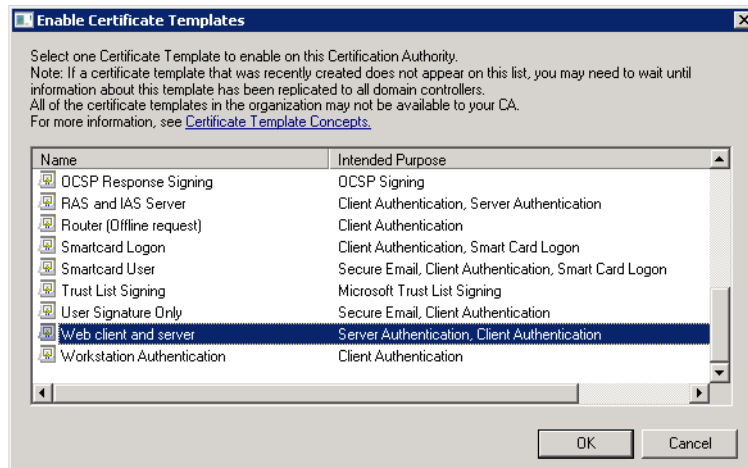 Enable Certificate Templates
Select one Certificate Template to enable on this Certification Authority.
Note: If a certificate template that was recently created does not appear on this list, you may need to wait until
information about this template has been replicated to all domain controllers.
All of the certificate templates in the organization may not be available to your CA.
For more information, see Certificate Template Concepts.
Name Intended Purpose
OCSP Response Signing OCSP Signing
RAS and IAS Server Client Authentication, Server Authentication
Router (Offline request) Client Authentication
Smartcard Logon Client Authentication, Smart Card Logon
Smartcard User Secure Email, Client Authentication, Smart Card Logon
Trust List Signing Microsoft Trust List Signing
User Signature Only Secure Email, Client Authentication
Web client and server Server Authentication, Client Authentication
Workstation Authentication Client Authentication
OK Cancel